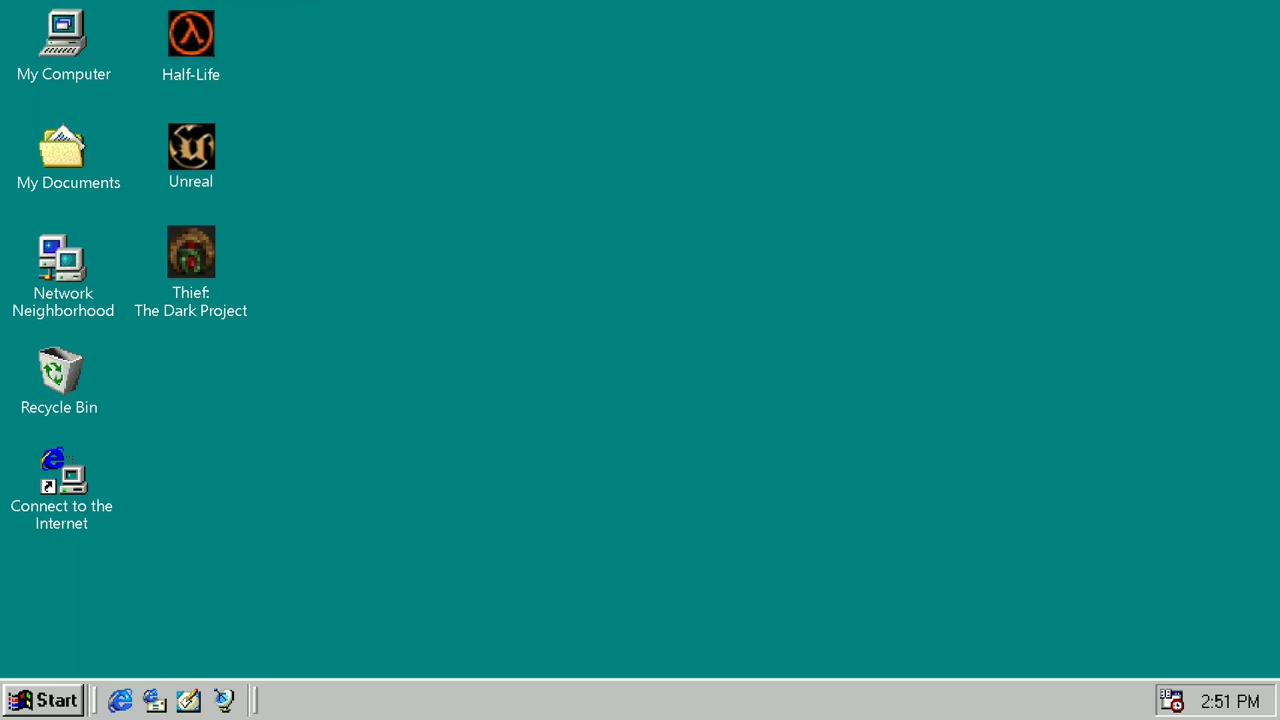 My Computer
Half-Life
My Documents
Unreal
Network
Neighborhood
Thief:
The Dark Project
Recycle Bin
Connect to the
Internet
Start
2:51 PM